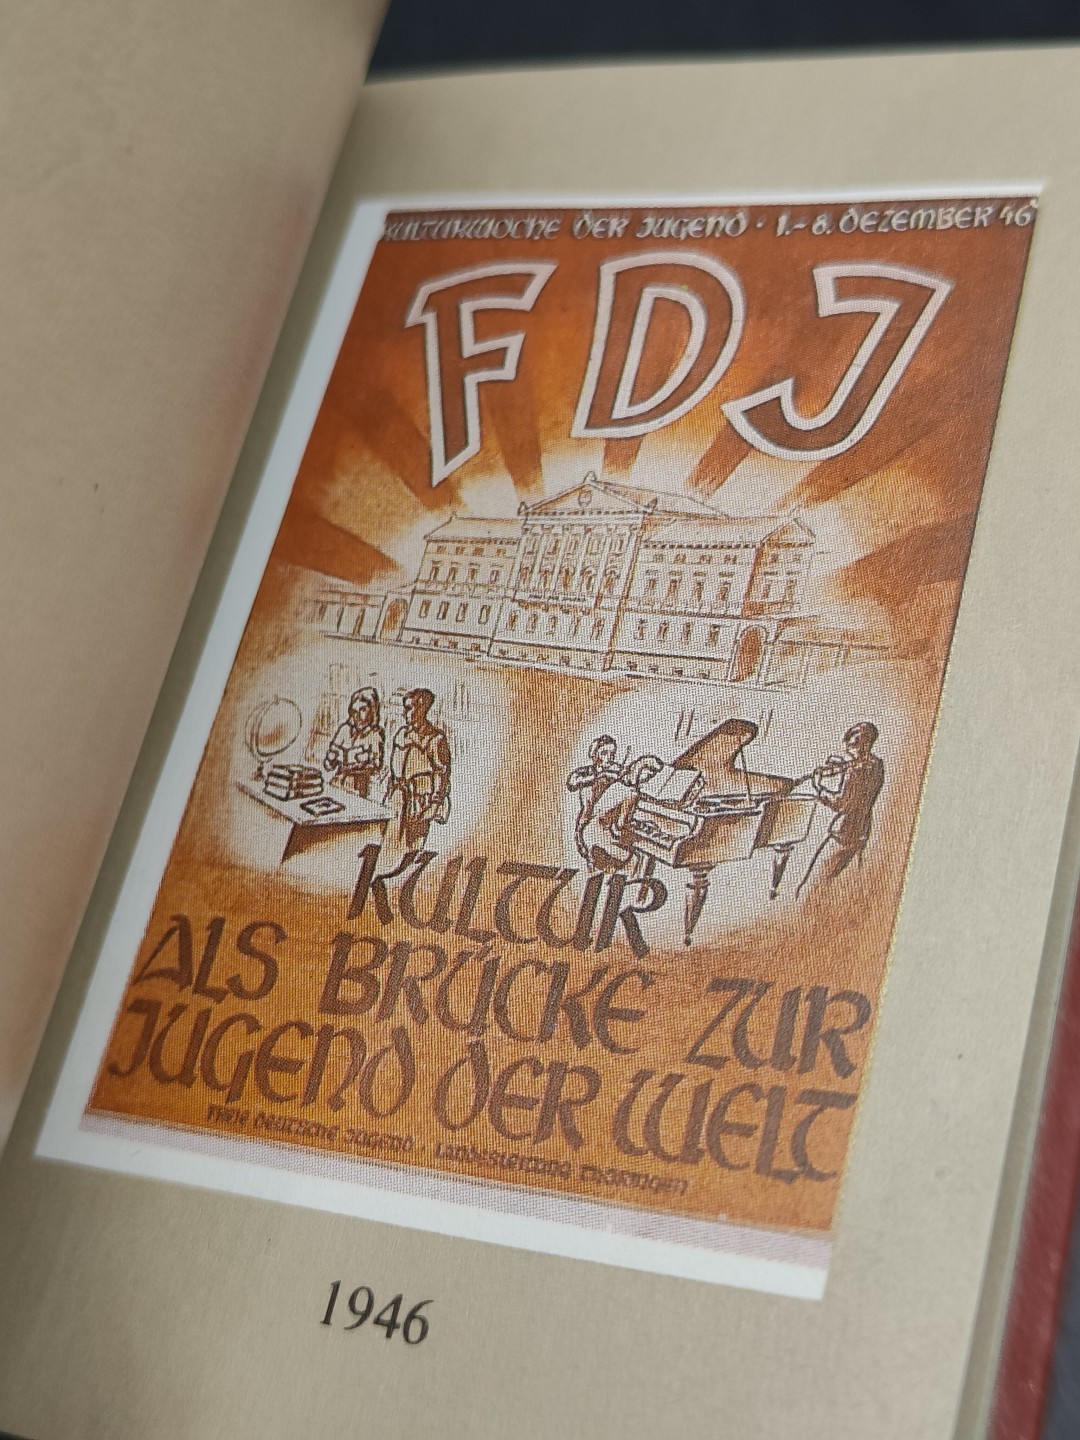 KULTURWOCHE DER JUGEND · 1.-8. DEZEMBER 46
FDJ
KULTUR
ALS BRÜCKE ZUR
JUGEND DER WELT
FREIE DEUTSCHE JUGEND · LANDESLEITUNG THÜRINGEN
1946